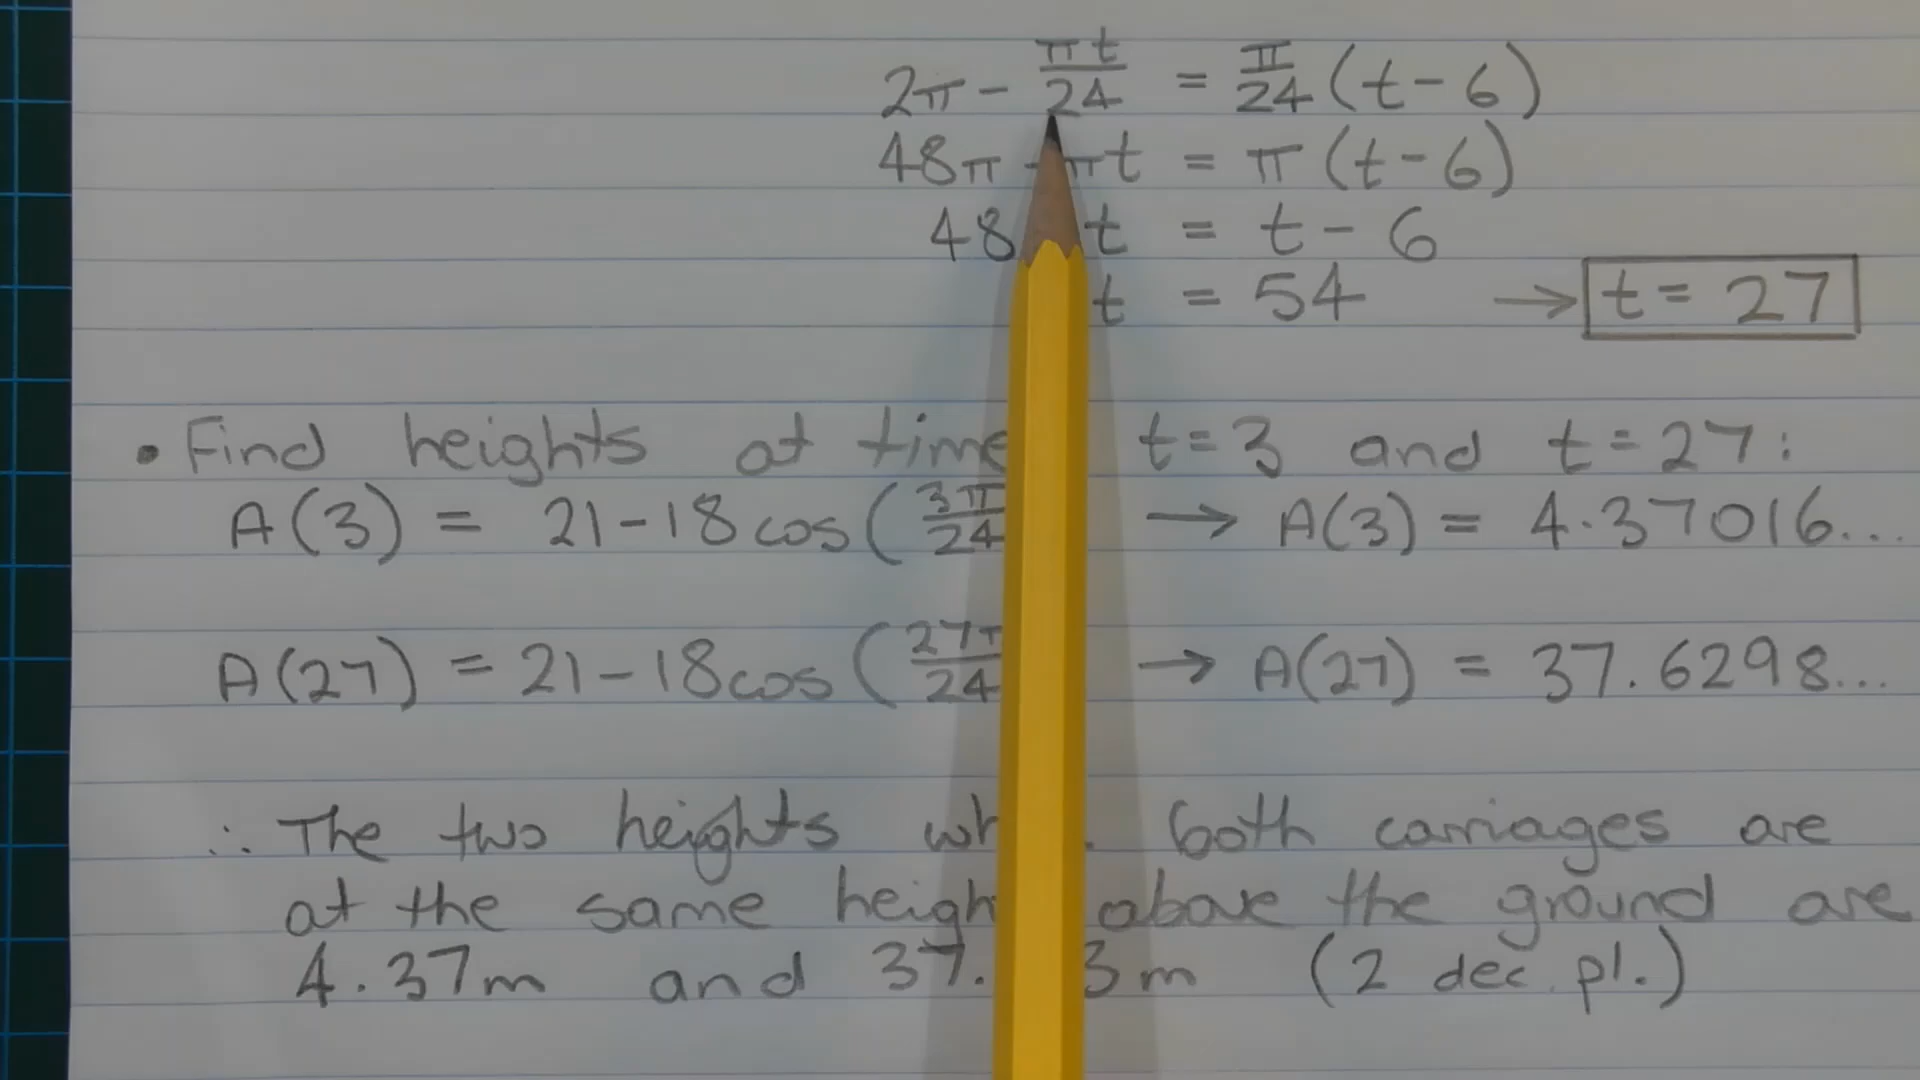 2π - πt/24 = π/24 (t - 6)
48π - πt = π (t - 6)
48 t = t - 6
t = 54 → t = 27
• Find heights at time t = 3 and t = 27:
A(3) = 21 - 18 cos (3π/24 → A(3) = 4.37016...
A(27) = 21 - 18 cos (27π/24 → A(27) = 37.6298...
∴ The two heights both carriages are
at the same above the ground are
4.37m and 37. 3m (2 dec. pl.)